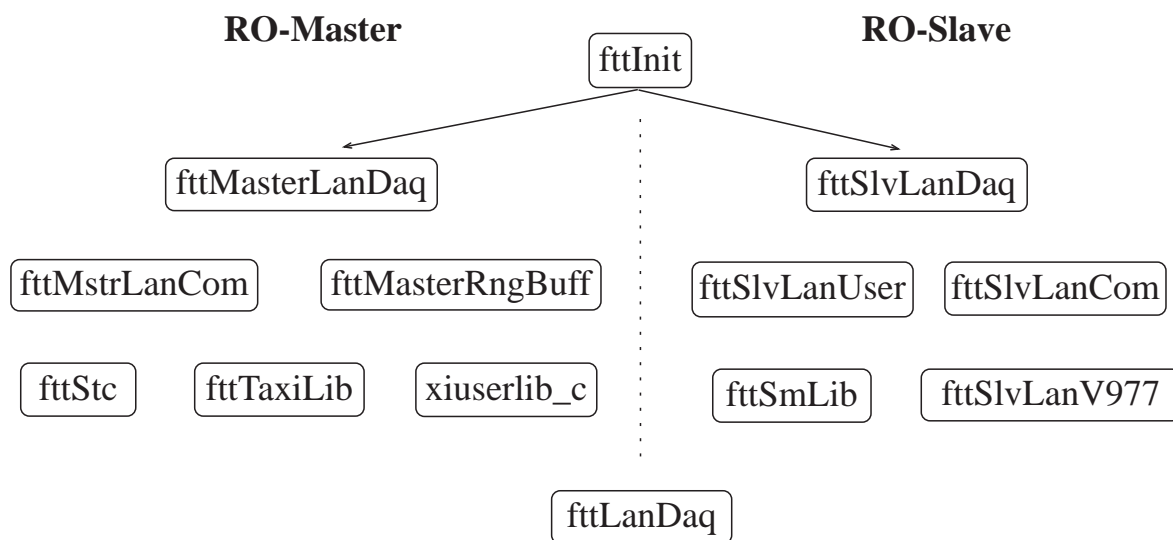 RO-Master
RO-Slave
fttInit
fttMasterLanDaq
fttSlvLanDaq
fttMstrLanCom
fttMasterRngBuff
fttSlvLanUser
fttSlvLanCom
fttStc
fttTaxiLib
xiuserlib_c
fttSmLib
fttSlvLanV977
fttLanDaq